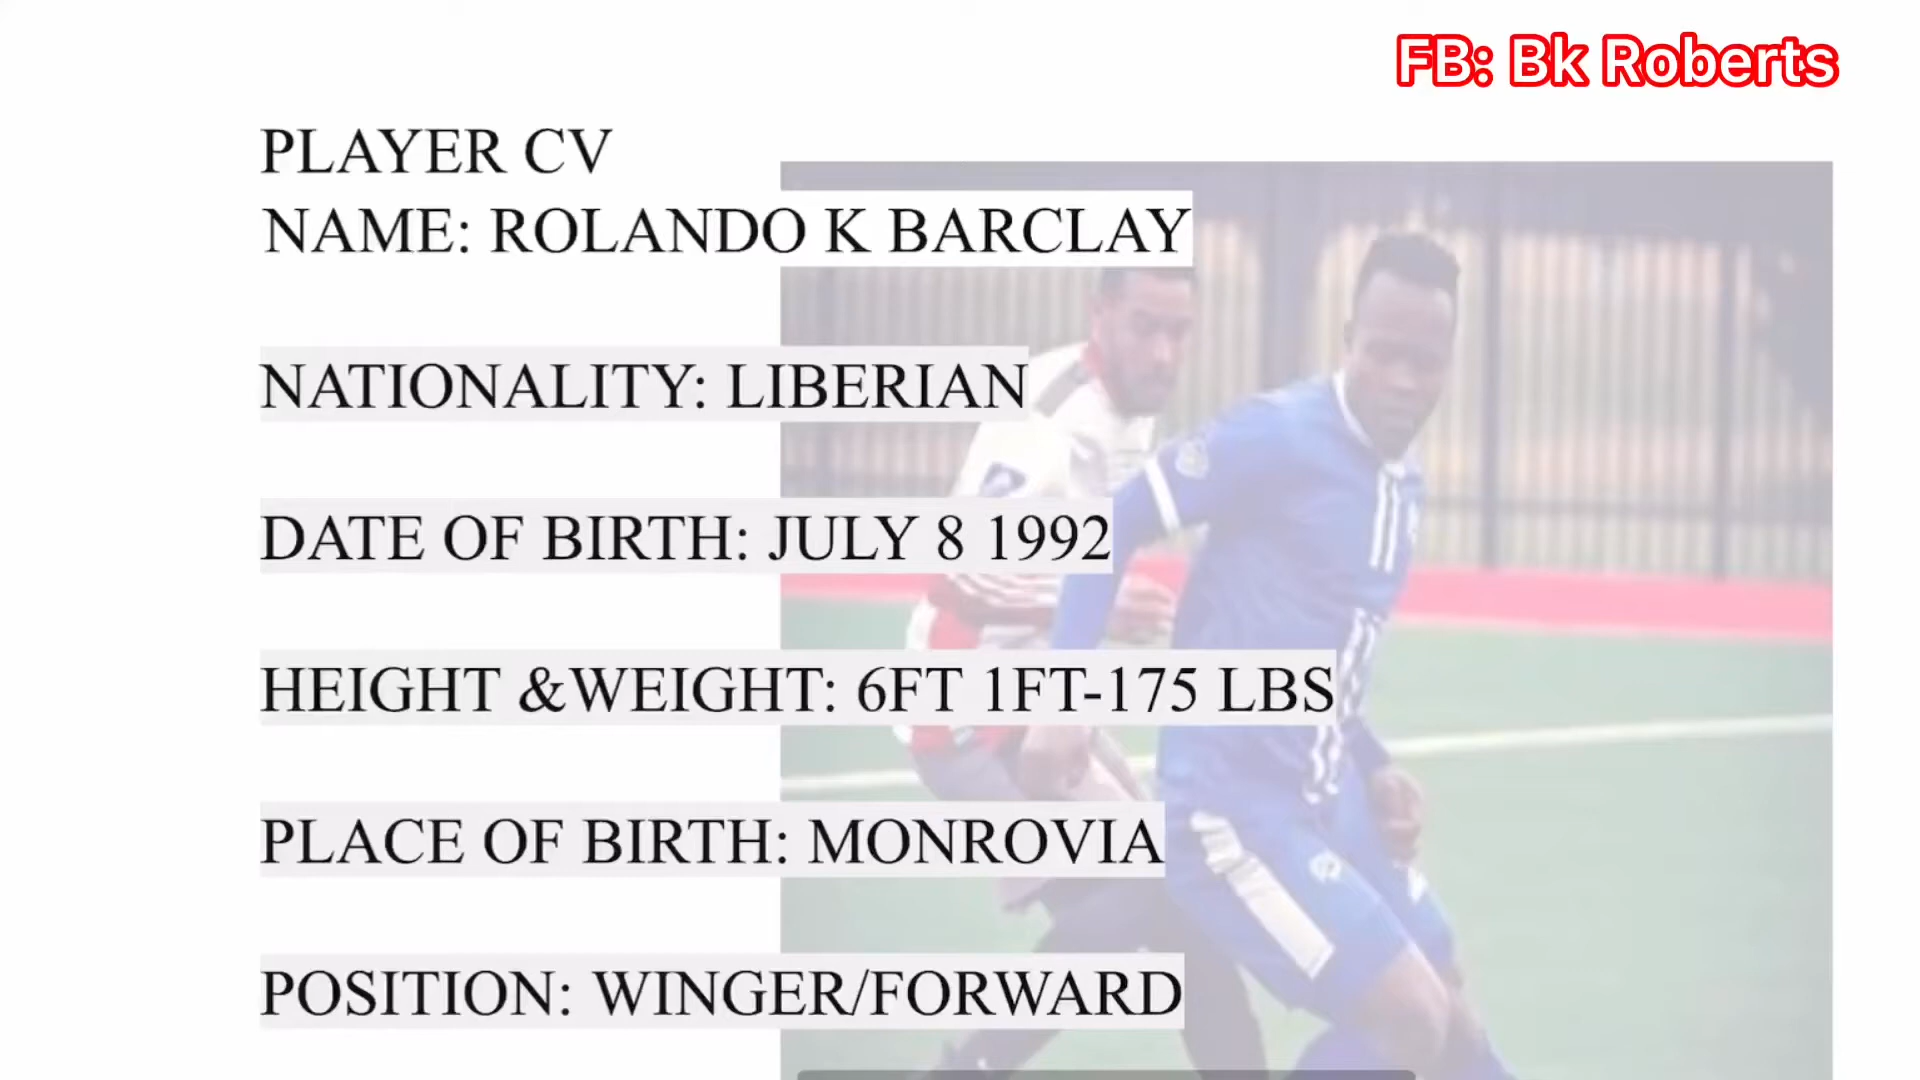 FB: Bk Roberts
PLAYER CV
NAME: ROLANDO K BARCLAY
NATIONALITY: LIBERIAN
DATE OF BIRTH: JULY 8 1992
HEIGHT &WEIGHT: 6FT 1FT-175 LBS
PLACE OF BIRTH: MONROVIA
POSITION: WINGER/FORWARD